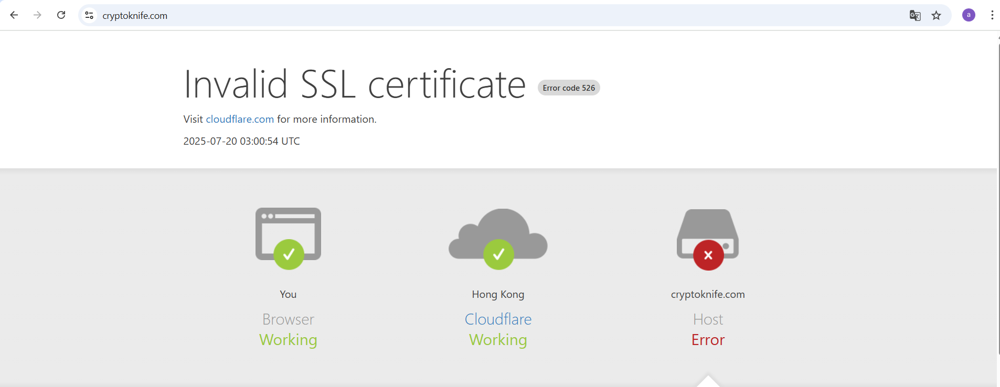 cryptoknife.com
a
Invalid SSL certificate Error code 526
Visit cloudflare.com for more information.
2025-07-20 03:00:54 UTC
You
Browser
Working
Hong Kong
Cloudflare
Working
cryptoknife.com
Host
Error